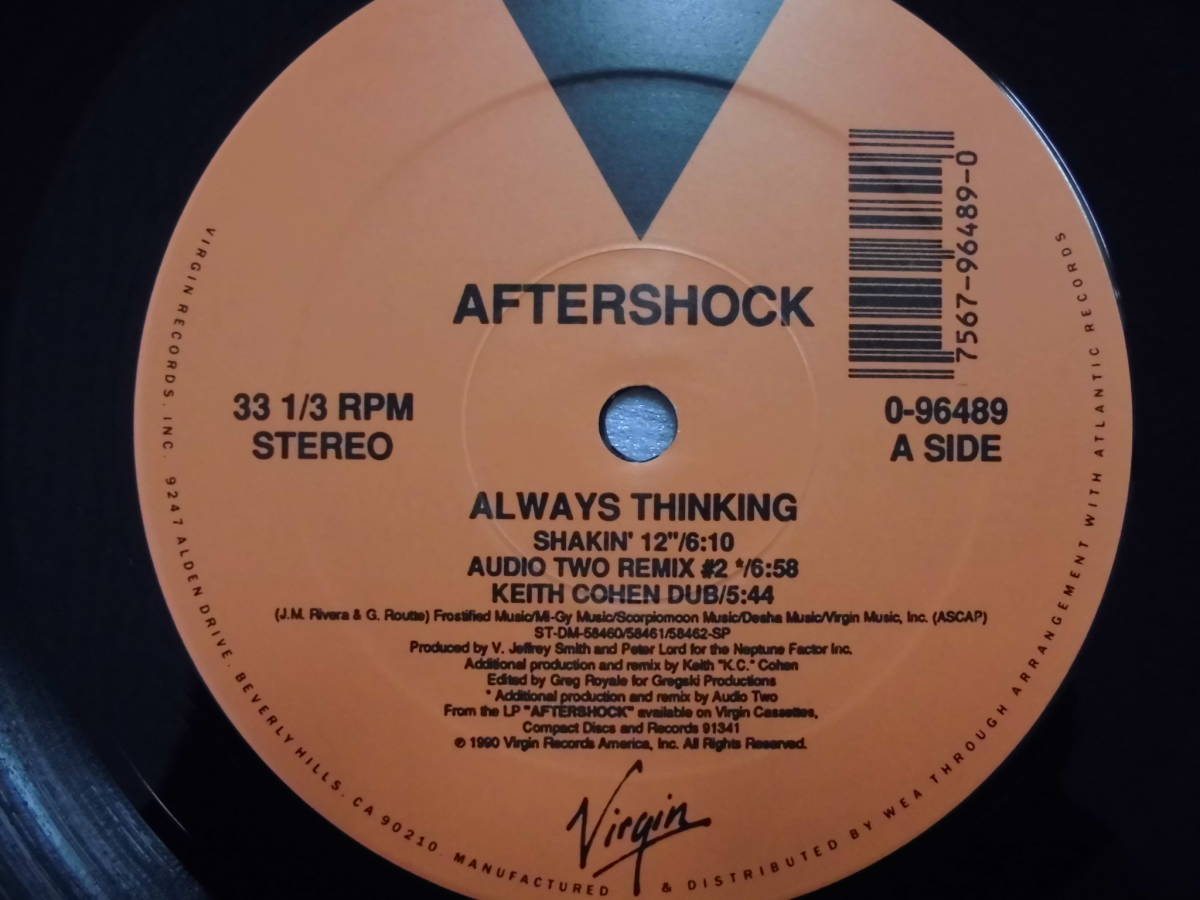 AFTERSHOCK
7567-96489-0
33 1/3 RPM
STEREO
0-96489
A SIDE
ALWAYS THINKING
SHAKIN' 12"/6:10
AUDIO TWO REMIX #2 */6:58
KEITH COHEN DUB/5:44
(J.M. Rivera & G. Routte) Frostified Music/Mi-Gy Music/Scorpiomoon Music/Desha Music/Virgin Music, Inc. (ASCAP)
ST-DM-58460/58461/58462-SP
Produced by V. Jeffrey Smith and Peter Lord for the Neptune Factor Inc.
Additional production and remix by Keith "K.C." Cohen
Edited by Greg Royale for Gregski Productions
* Additional production and remix by Audio Two
From the LP "AFTERSHOCK" available on Virgin Cassettes,
Compact Discs and Records 91341
℗ 1990 Virgin Records America, Inc. All Rights Reserved.
Virgin
VIRGIN RECORDS, INC. 9247 ALDEN DRIVE, BEVERLY HILLS, CA 90210. MANUFACTURED & DISTRIBUTED BY WEA THROUGH ARRANGEMENT WITH ATLANTIC RECORDS